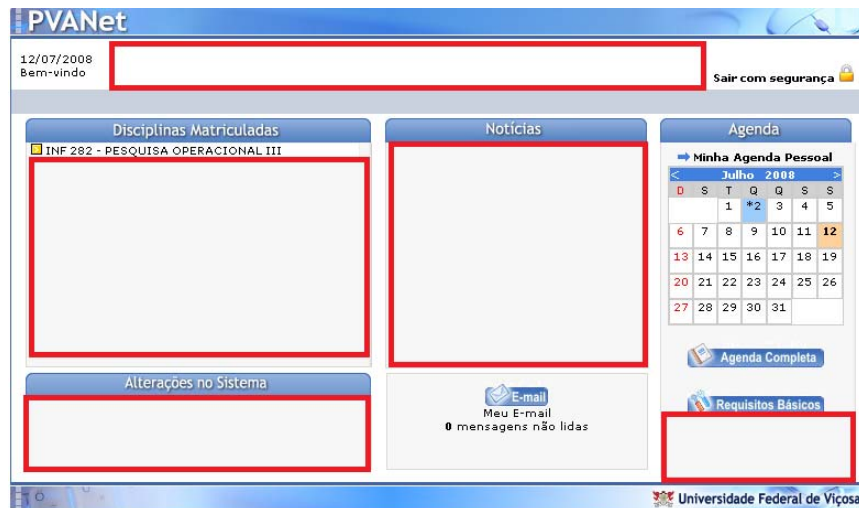 PVANet
12/07/2008
Bem-vindo
Sair com segurança
Disciplinas Matriculadas
INF 282 - PESQUISA OPERACIONAL III
Alterações no Sistema
Notícias
E-mail
Meu E-mail
0 mensagens não lidas
Agenda
Minha Agenda Pessoal
< Julho 2008 >
D S T Q Q S S
1 *2 3 4 5
6 7 8 9 10 11 12
13 14 15 16 17 18 19
20 21 22 23 24 25 26
27 28 29 30 31
Agenda Completa
Requisitos Básicos
Universidade Federal de Viçosa